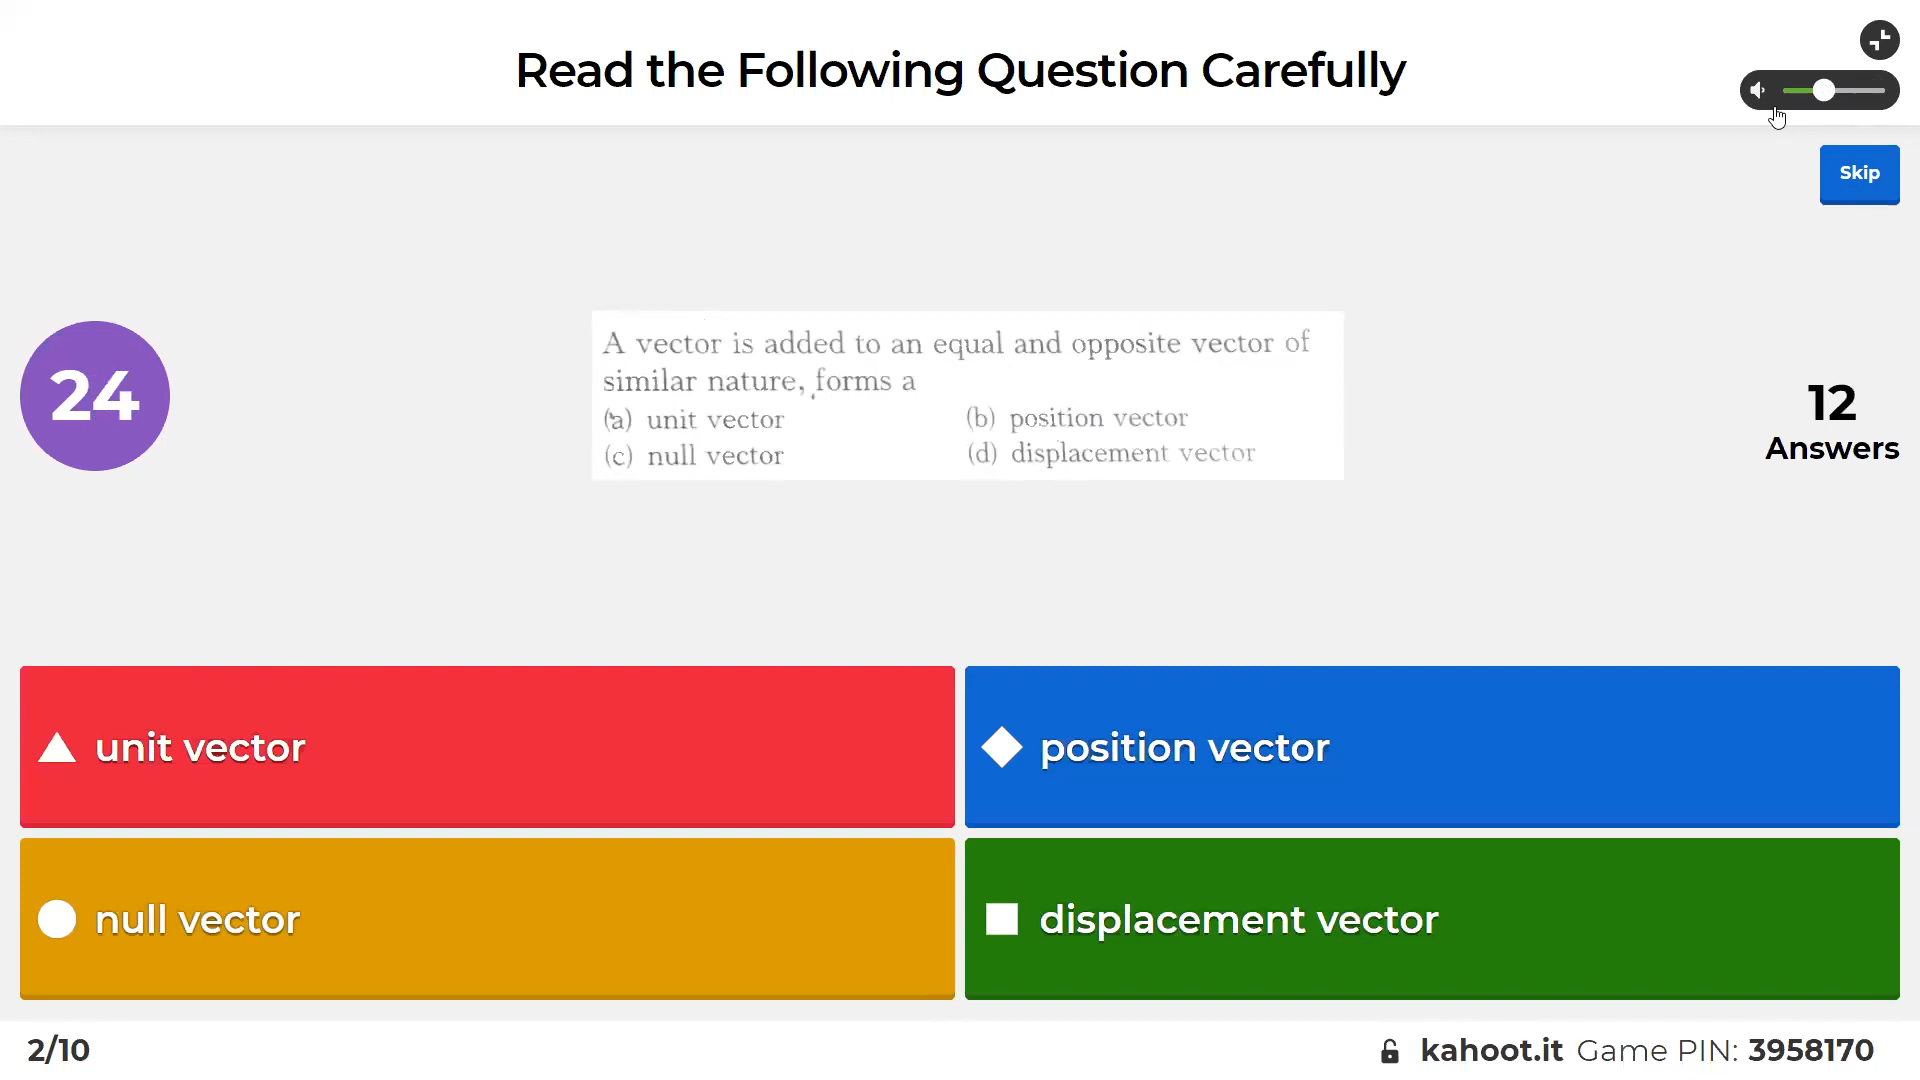 Read the Following Question Carefully
Skip
24
A vector is added to an equal and opposite vector of
similar nature, forms a
(a) unit vector (b) position vector
(c) null vector (d) displacement vector
12
Answers
unit vector
position vector
null vector
displacement vector
2/10
kahoot.it Game PIN: 3958170